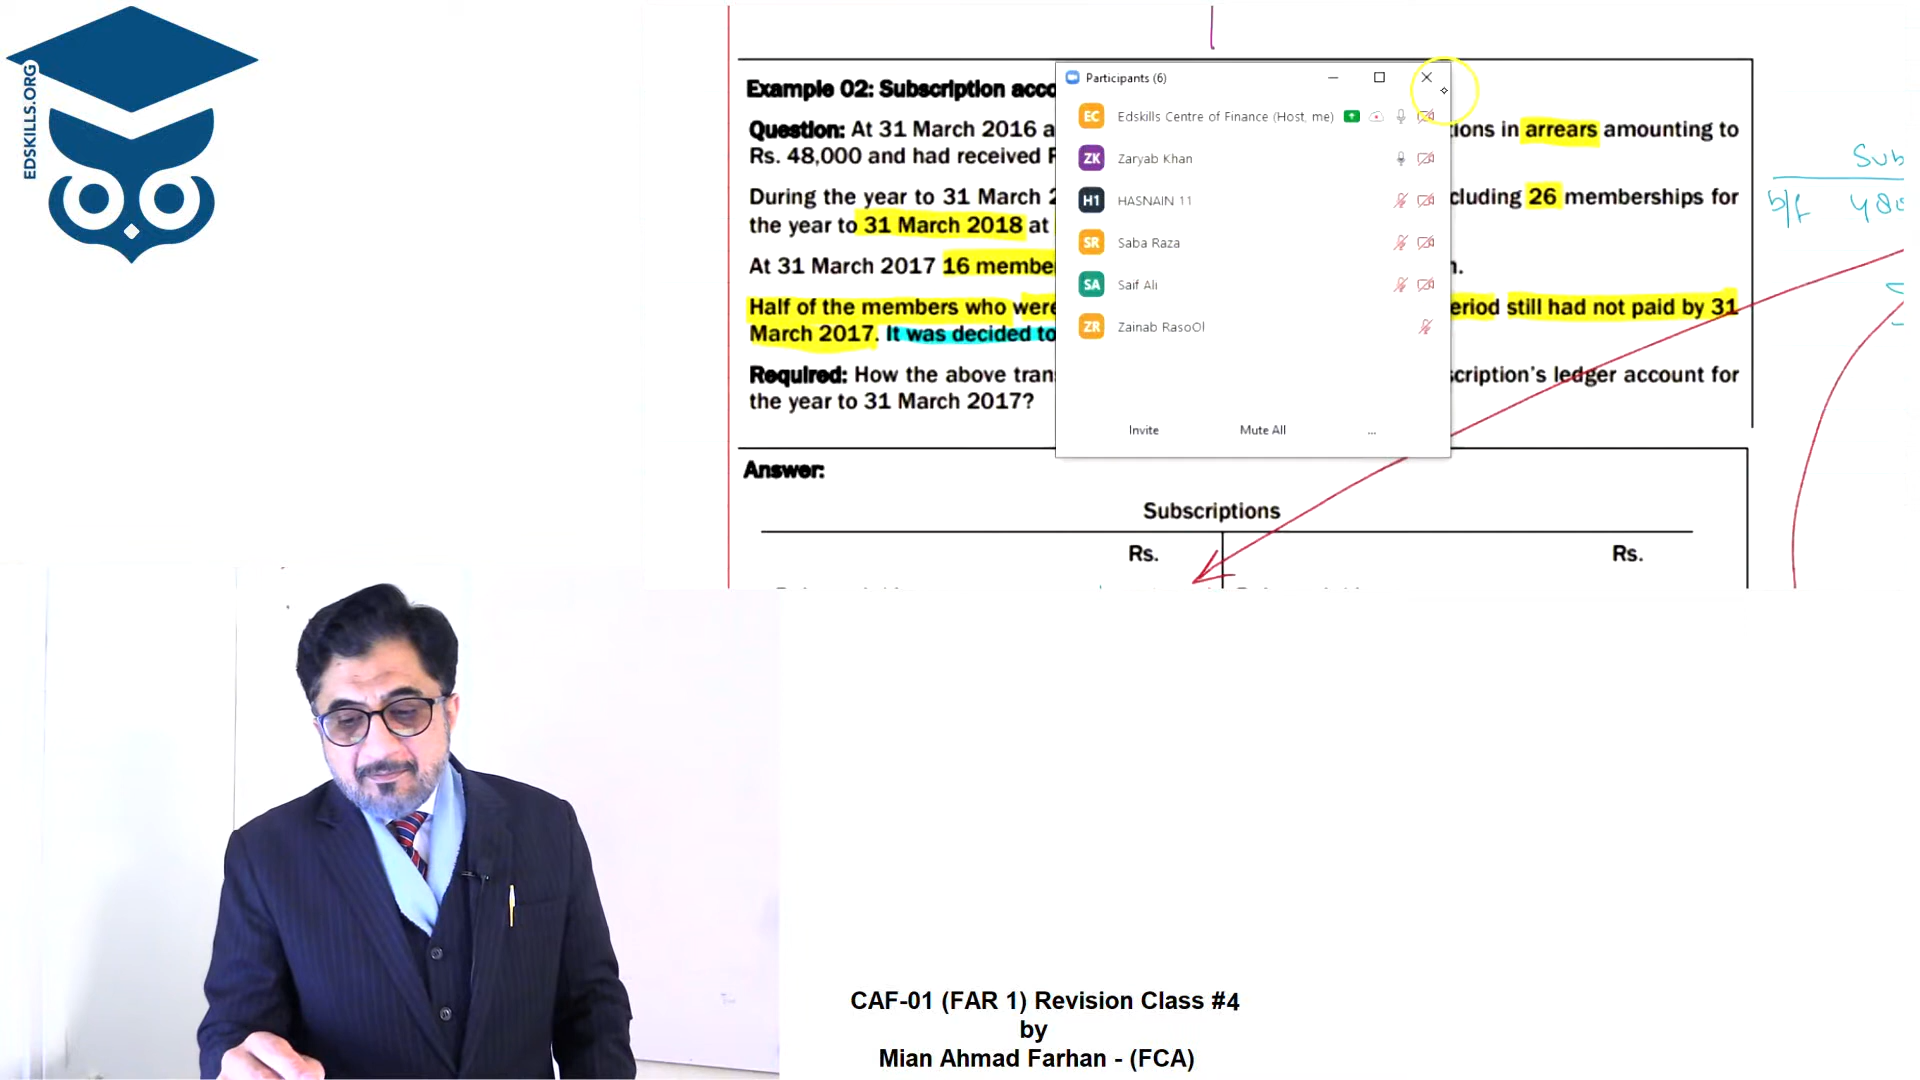 EDSKILLS.ORG
Example 02: Subscription acco
Question: At 31 March 2016 a
ions in arrears amounting to
Rs. 48,000 and had received
During the year to 31 March
cluding 26 memberships for
the year to 31 March 2018 at
At 31 March 2017 16 membe
Half of the members who were
eriod still had not paid by 31
March 2017. It was decided to
Required: How the above tran
scription's ledger account for
the year to 31 March 2017?
Participants (6)
EC Edskills Centre of Finance (Host, me)
ZK Zaryab Khan
H1 HASNAIN 11
SR Saba Raza
SA Saif Ali
ZR Zainab RasoOl
Invite Mute All ...
Sub
b/f 480
Answer:
Subscriptions
Rs. Rs.
CAF-01 (FAR 1) Revision Class #4
by
Mian Ahmad Farhan - (FCA)